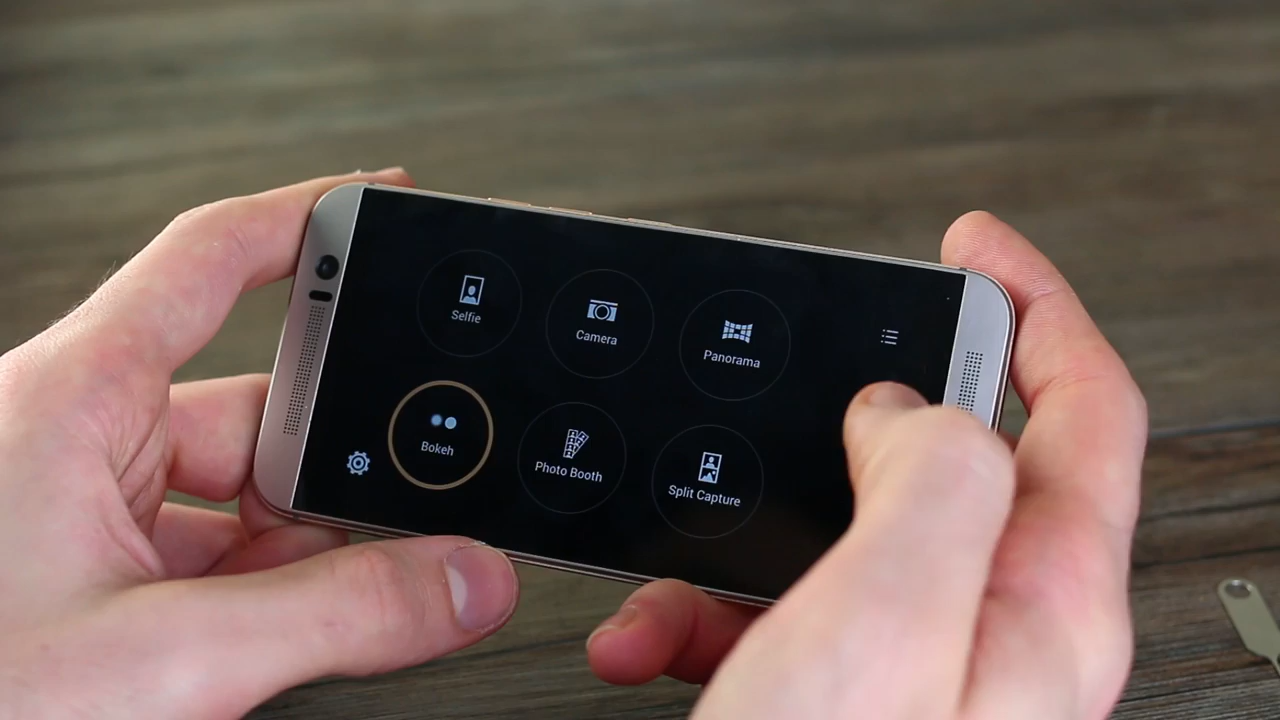 Selfie
Camera
Panorama
Bokeh
Photo Booth
Split Capture